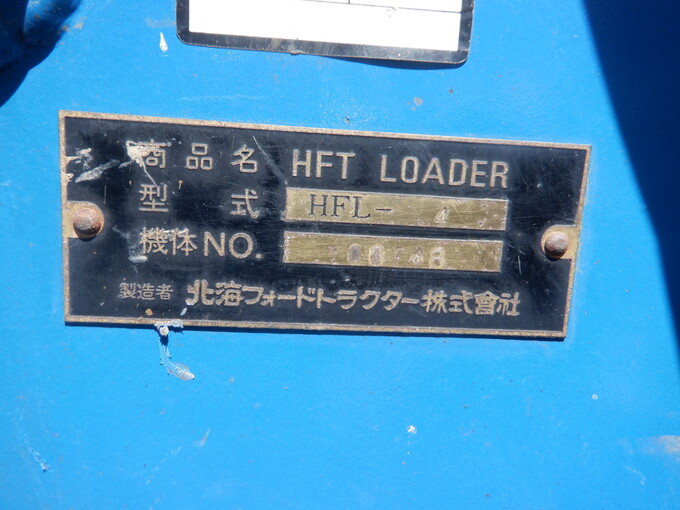 商品名 HFT LOADER
型式 HFL- 4
機体NO.
製造者 北海フォードトラクター株式會社